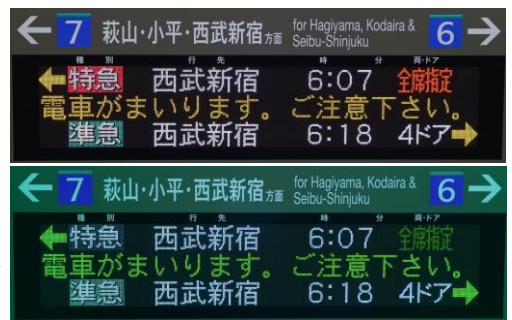 ← 7 萩山・小平・西武新宿方面 for Hagiyama, Kodaira & Seibu-Shinjuku 6 →
種別 行先 時 分 両・ドア
←特急 西武新宿 6:07 全席指定
電車がまいります。ご注意下さい。
準急 西武新宿 6:18 4ドア→
← 7 萩山・小平・西武新宿方面 for Hagiyama, Kodaira & Seibu-Shinjuku 6 →
種別 行先 時 分 両・ドア
←特急 西武新宿 6:07 全席指定
電車がまいります。ご注意下さい。
準急 西武新宿 6:18 4ドア→